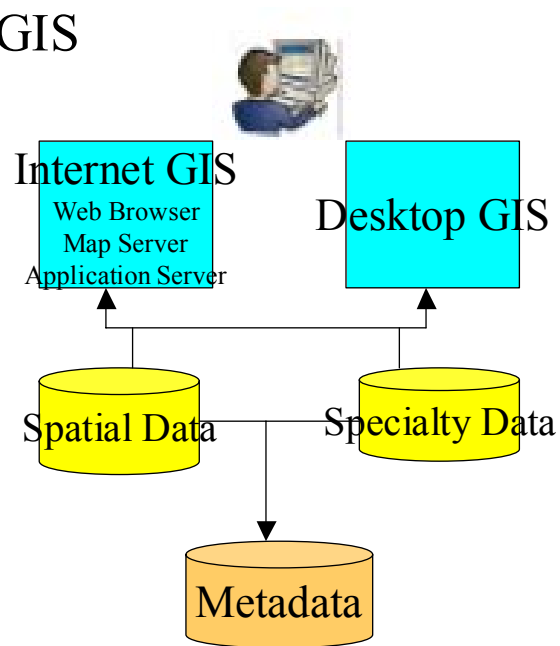 GIS
Internet GIS
Web Browser
Map Server
Application Server
Desktop GIS
Spatial Data
Specialty Data
Metadata